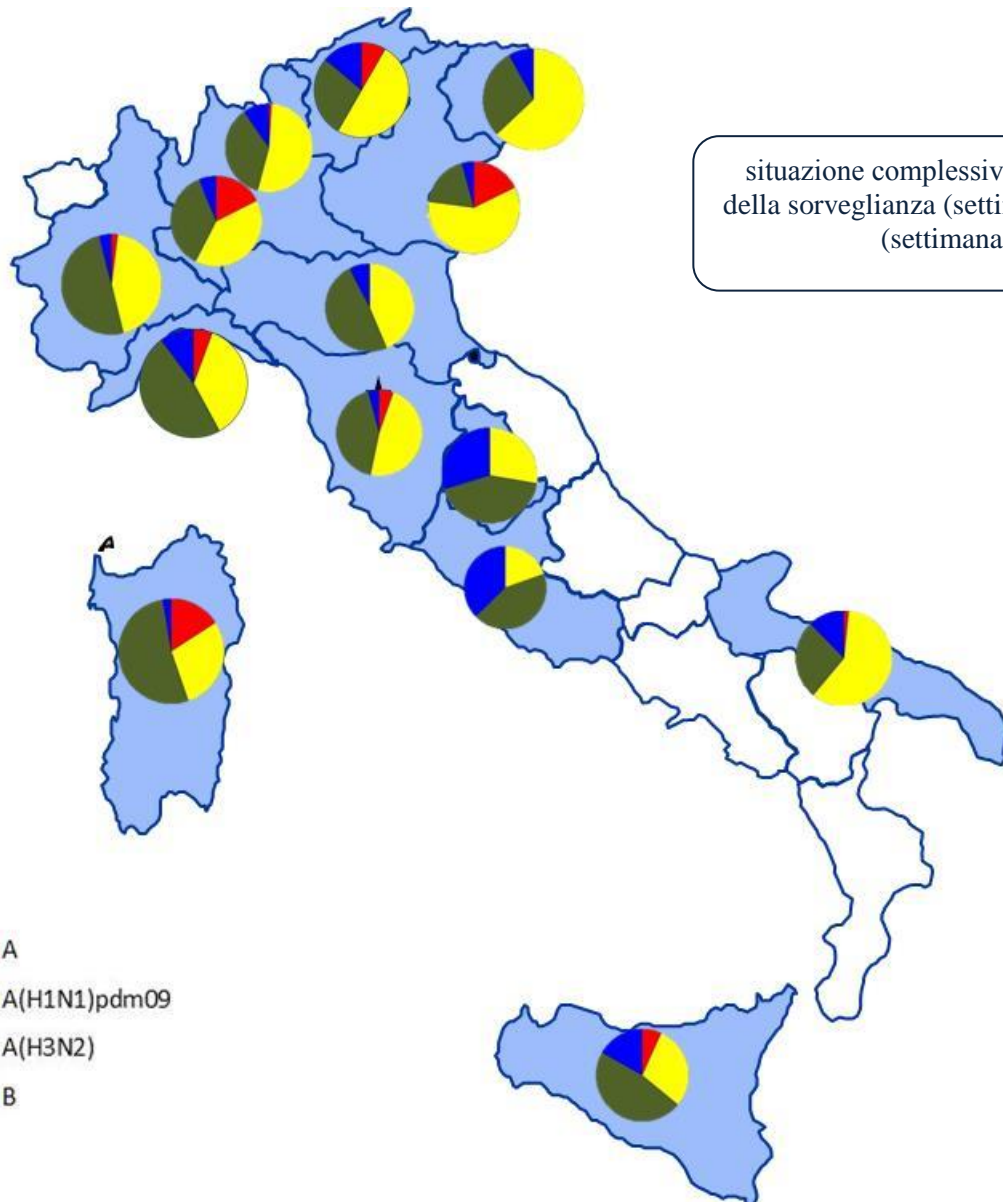 situazione complessiv
della sorveglianza (setti
(settimana
A
A
A(H1N1)pdm09
A(H3N2)
B